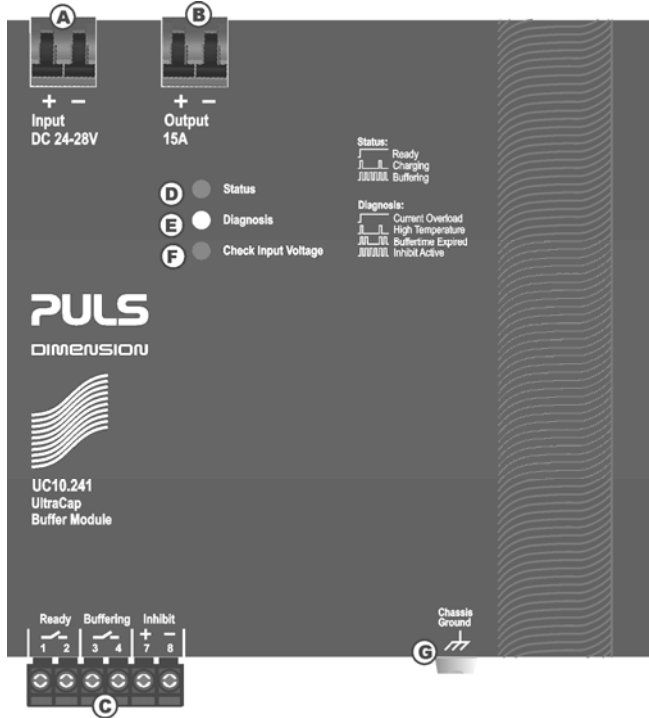 A
B
+ −
+ −
Input
DC 24-28V
Output
15A
Status:
Ready
Charging
Buffering
D
Status
E
Diagnosis
F
Check Input Voltage
Diagnosis:
Current Overload
High Temperature
Buffertime Expired
Inhibit Active
PULS
DIMENSION
UC10.241
UltraCap
Buffer Module
Ready Buffering Inhibit
+ −
1 2 3 4 7 8
C
Chassis
Ground
G